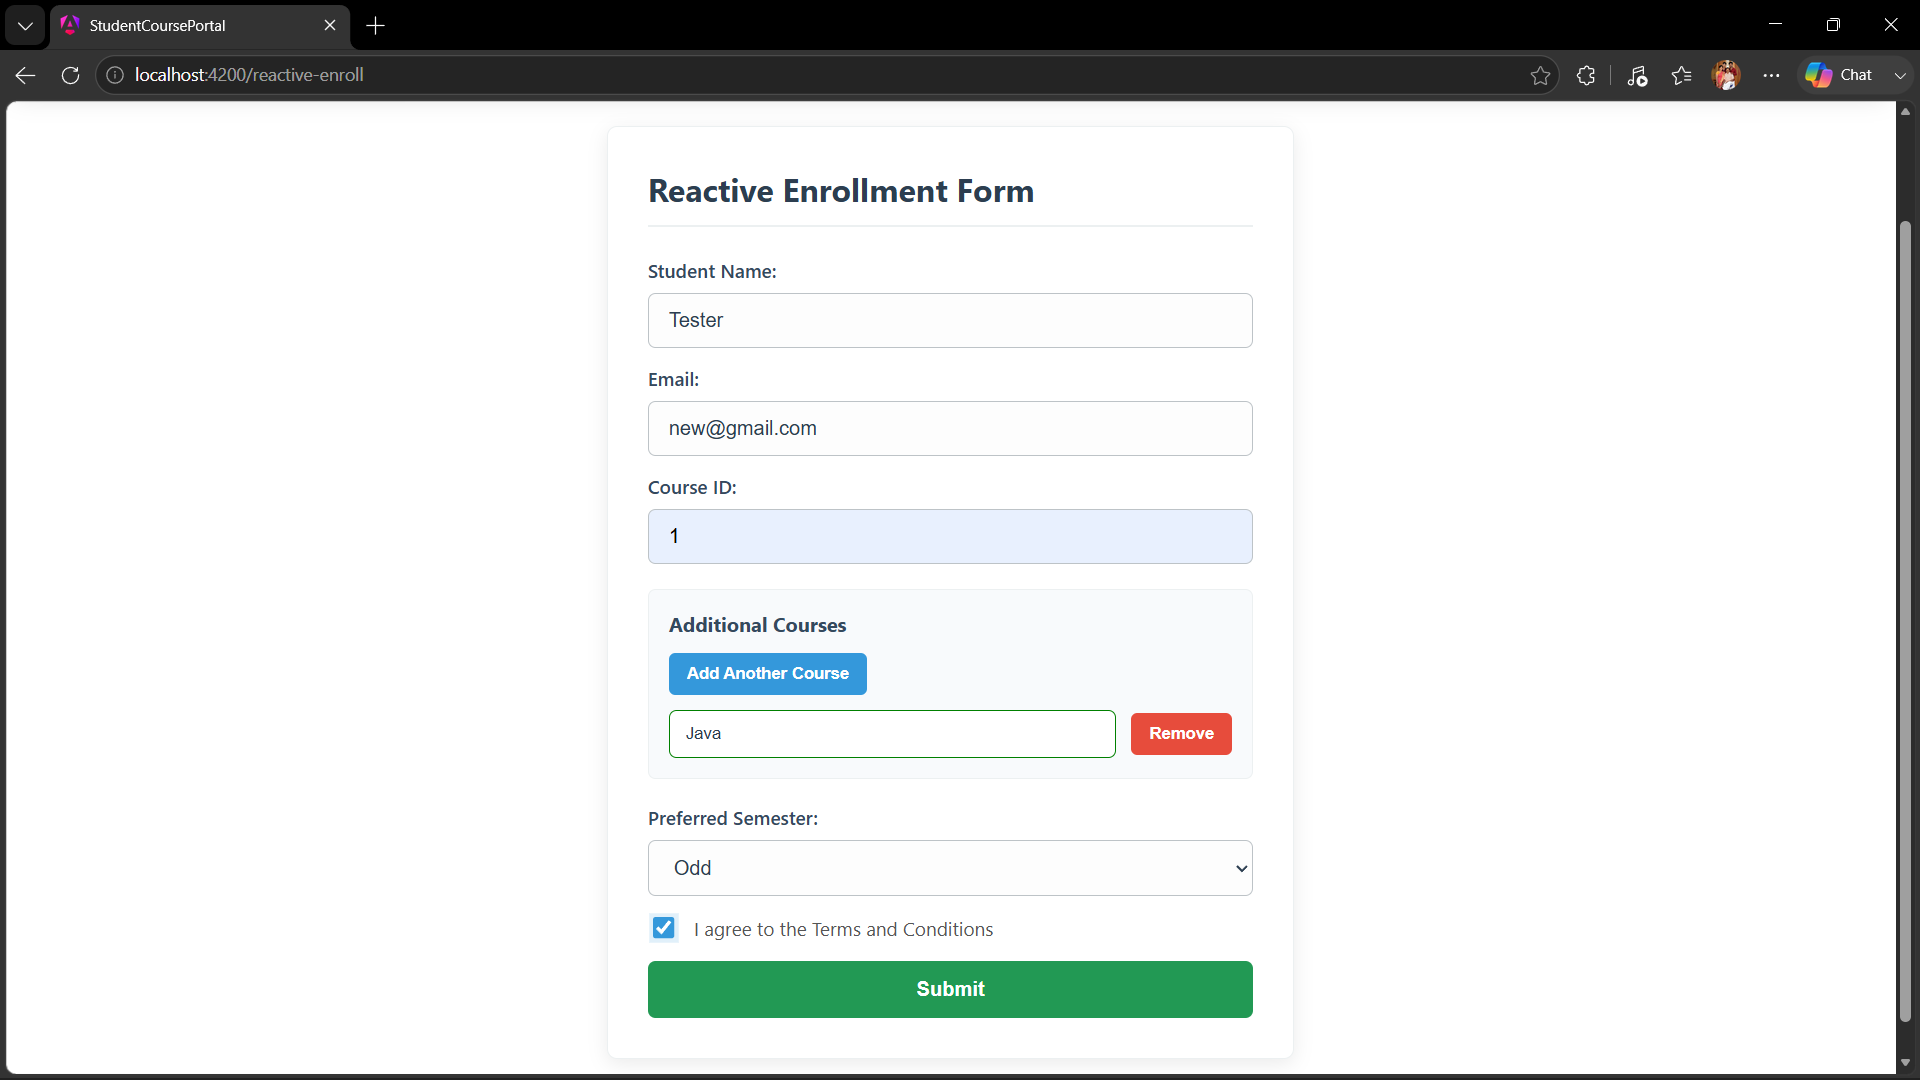 StudentCoursePortal
localhost:4200/reactive-enroll
Chat
Reactive Enrollment Form
Student Name:
Tester
Email:
new@gmail.com
Course ID:
1
Additional Courses
Add Another Course
Java
Remove
Preferred Semester:
Odd
I agree to the Terms and Conditions
Submit